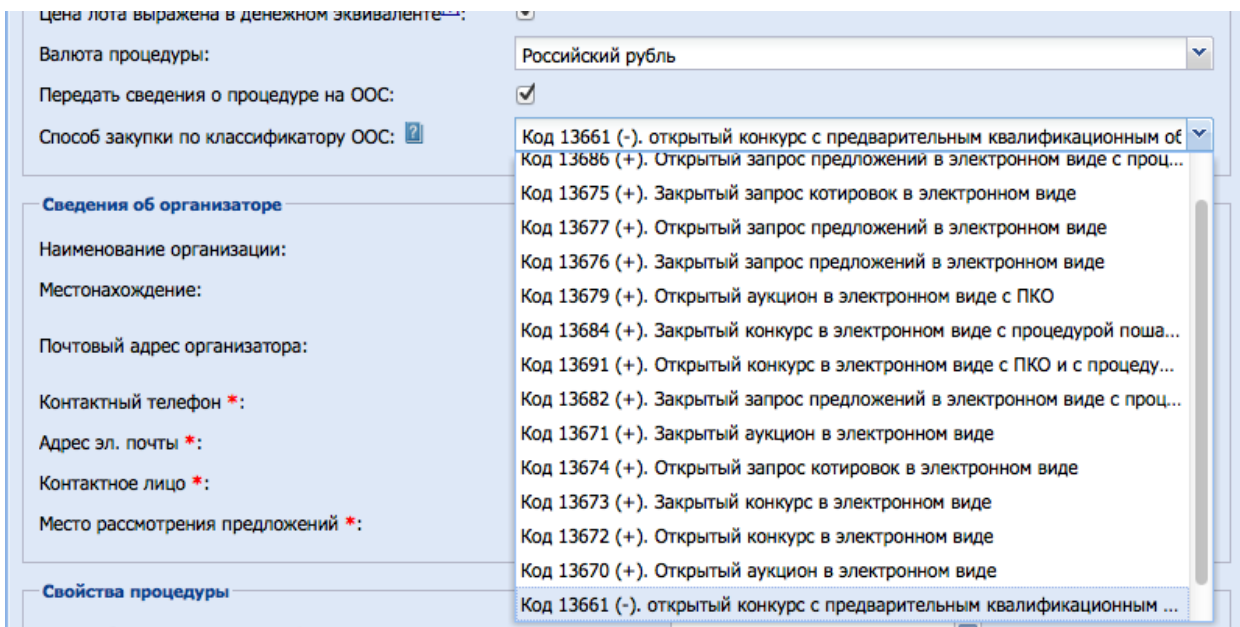 Цена лота выражена в денежном эквиваленте[?]:
Валюта процедуры:
Российский рубль
Передать сведения о процедуре на ООС:
Способ закупки по классификатору ООС: ?
Код 13661 (-). открытый конкурс с предварительным квалификационным об
Код 13686 (+). Открытый запрос предложений в электронном виде с проц...
Код 13675 (+). Закрытый запрос котировок в электронном виде
Код 13677 (+). Открытый запрос предложений в электронном виде
Код 13676 (+). Закрытый запрос предложений в электронном виде
Код 13679 (+). Открытый аукцион в электронном виде с ПКО
Код 13684 (+). Закрытый конкурс в электронном виде с процедурой поша...
Код 13691 (+). Открытый конкурс в электронном виде с ПКО и с процеду...
Код 13682 (+). Открытый запрос предложений в электронном виде с проц...
Код 13671 (+). Закрытый аукцион в электронном виде
Код 13674 (+). Открытый запрос котировок в электронном виде
Код 13673 (+). Закрытый конкурс в электронном виде
Код 13672 (+). Открытый конкурс в электронном виде
Код 13670 (+). Открытый аукцион в электронном виде
Код 13661 (-). открытый конкурс с предварительным квалификационным ...
Сведения об организаторе
Наименование организации:
Местонахождение:
Почтовый адрес организатора:
Контактный телефон *:
Адрес эл. почты *:
Контактное лицо *:
Место рассмотрения предложений *:
Свойства процедуры